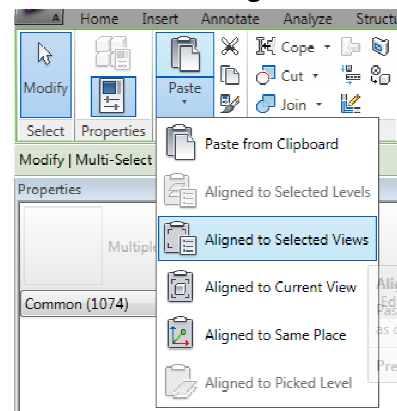 A Home Insert Annotate Analyze Structu
Cope
Modify
Paste
Cut
Join
Select Properties
Modify | Multi-Select
Paste from Clipboard
Properties
Aligned to Selected Levels
Multiple
Aligned to Selected Views
Aligned to Current View
Common (1074)
Aligned to Same Place
Aligned to Picked Level